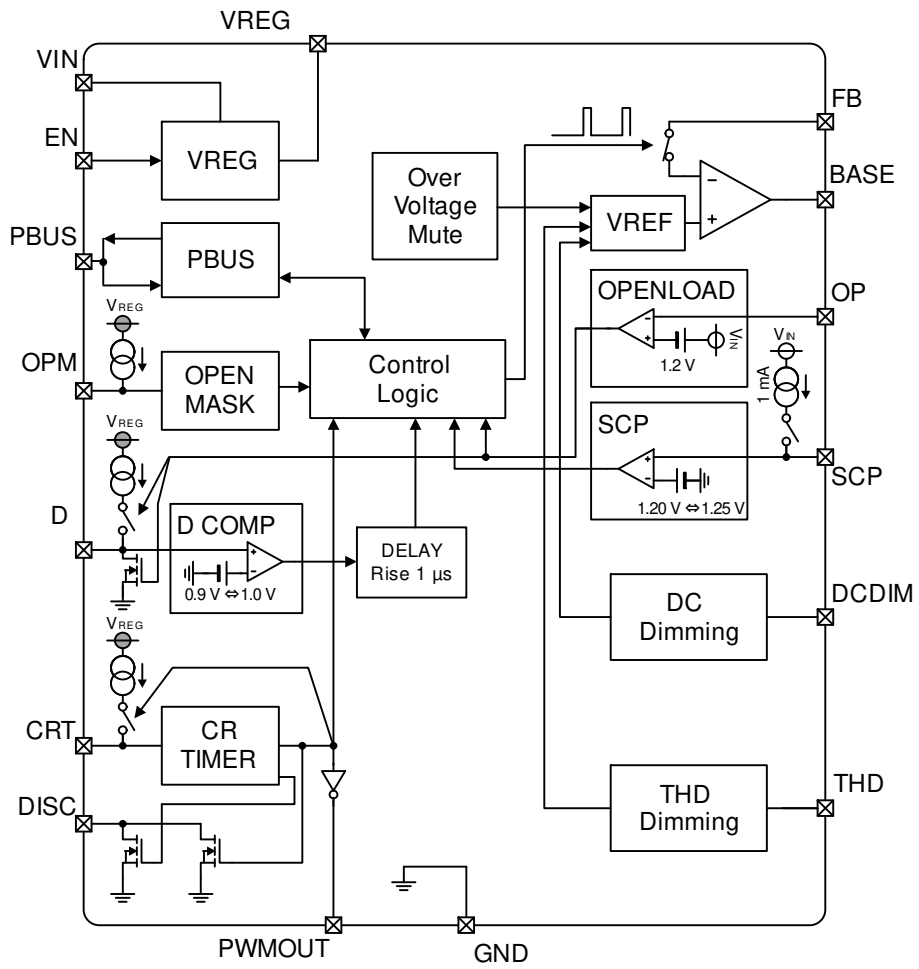 VREG
VIN
EN
VREG
FB
BASE
Over
Voltage
Mute
VREF
PBUS
PBUS
OPENLOAD
OP
VREG
VIN
1.2 V
VIN
1 mA
OPM
OPEN
MASK
Control
Logic
VREG
SCP
SCP
1.20 V ⇔ 1.25 V
D
D COMP
0.9 V ⇔ 1.0 V
DELAY
Rise 1 µs
DC
Dimming
DCDIM
VREG
CRT
CR
TIMER
DISC
THD
Dimming
THD
PWMOUT
GND